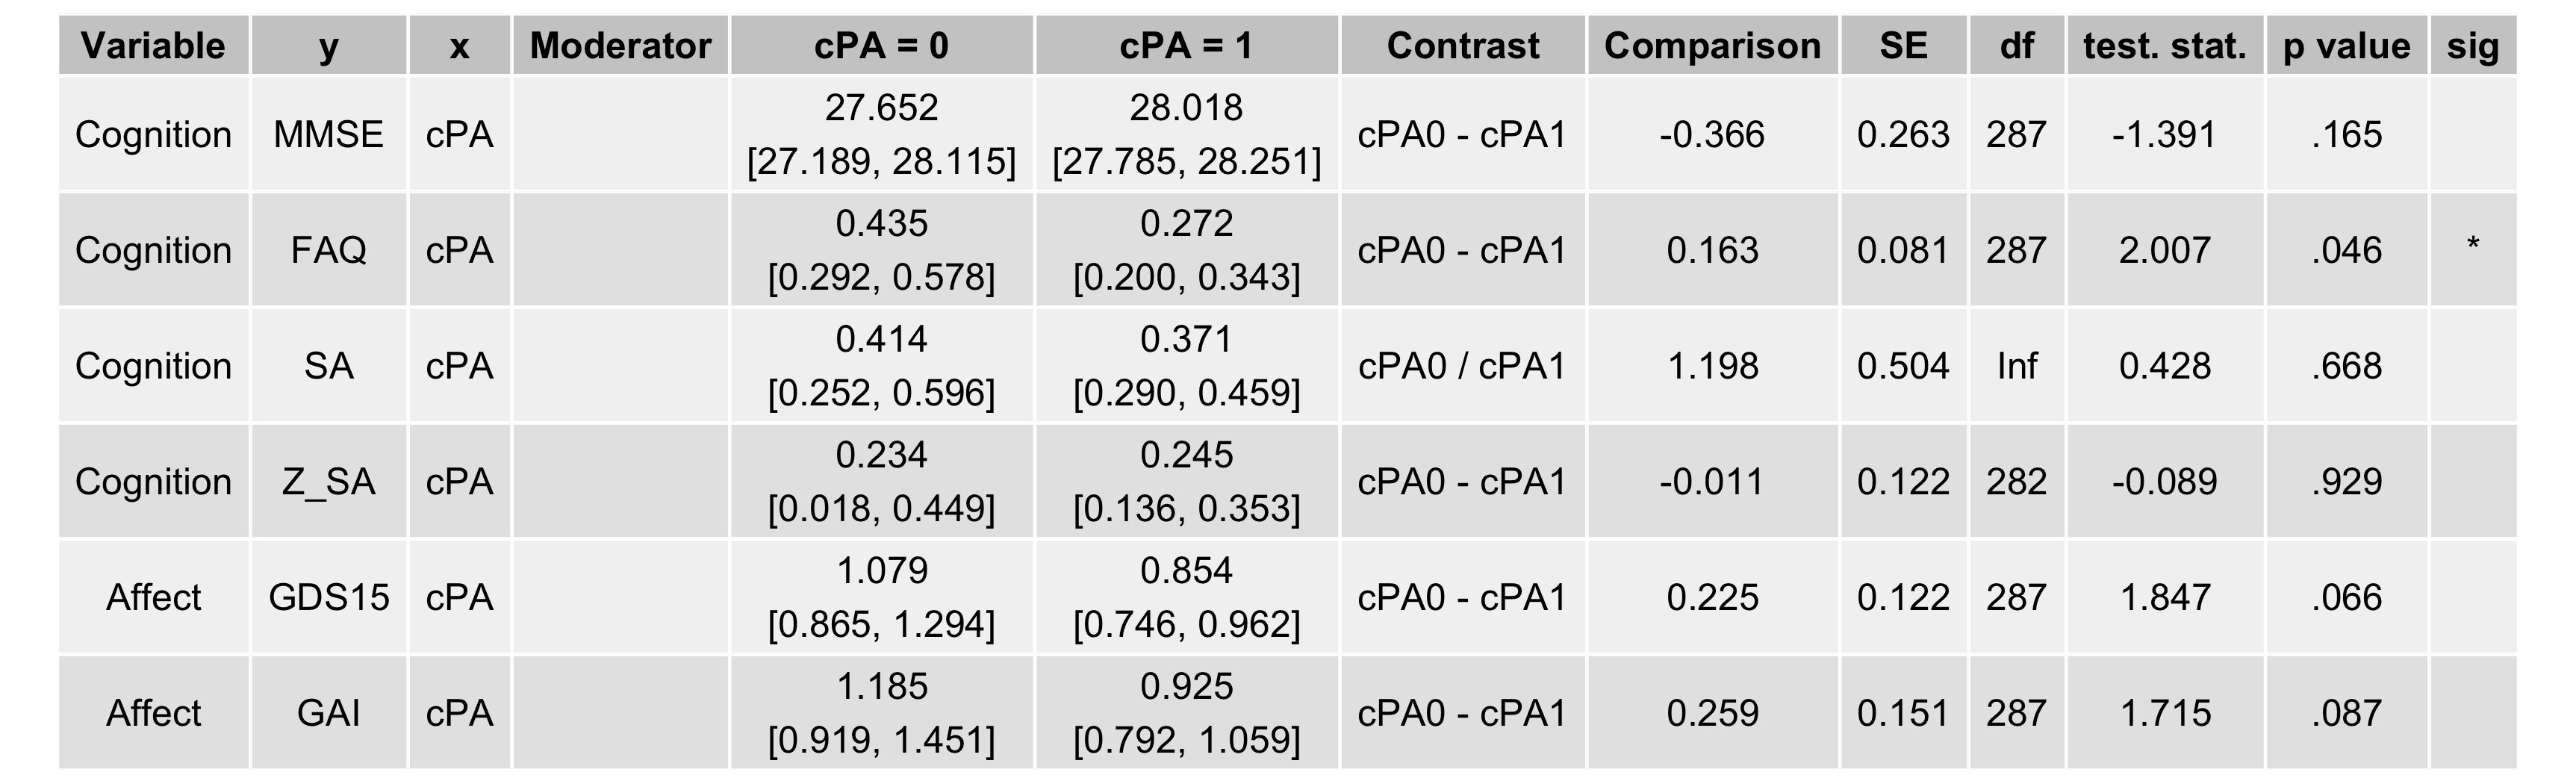 Variable y x Moderator cPA = 0 cPA = 1 Contrast Comparison SE df test. stat. p value sig
27.652 28.018
Cognition MMSE cPA cPA0 - cPA1 -0.366 0.263 287 -1.391 .165
[27.189, 28.115] [27.785, 28.251]
0.435 0.272
Cognition FAQ cPA cPA0 - cPA1 0.163 0.081 287 2.007 .046 *
[0.292, 0.578] [0.200, 0.343]
0.414 0.371
Cognition SA cPA cPA0 / cPA1 1.198 0.504 Inf 0.428 .668
[0.252, 0.596] [0.290, 0.459]
0.234 0.245
Cognition Z_SA cPA cPA0 - cPA1 -0.011 0.122 282 -0.089 .929
[0.018, 0.449] [0.136, 0.353]
1.079 0.854
Affect GDS15 cPA cPA0 - cPA1 0.225 0.122 287 1.847 .066
[0.865, 1.294] [0.746, 0.962]
1.185 0.925
Affect GAI cPA cPA0 - cPA1 0.259 0.151 287 1.715 .087
[0.919, 1.451] [0.792, 1.059]